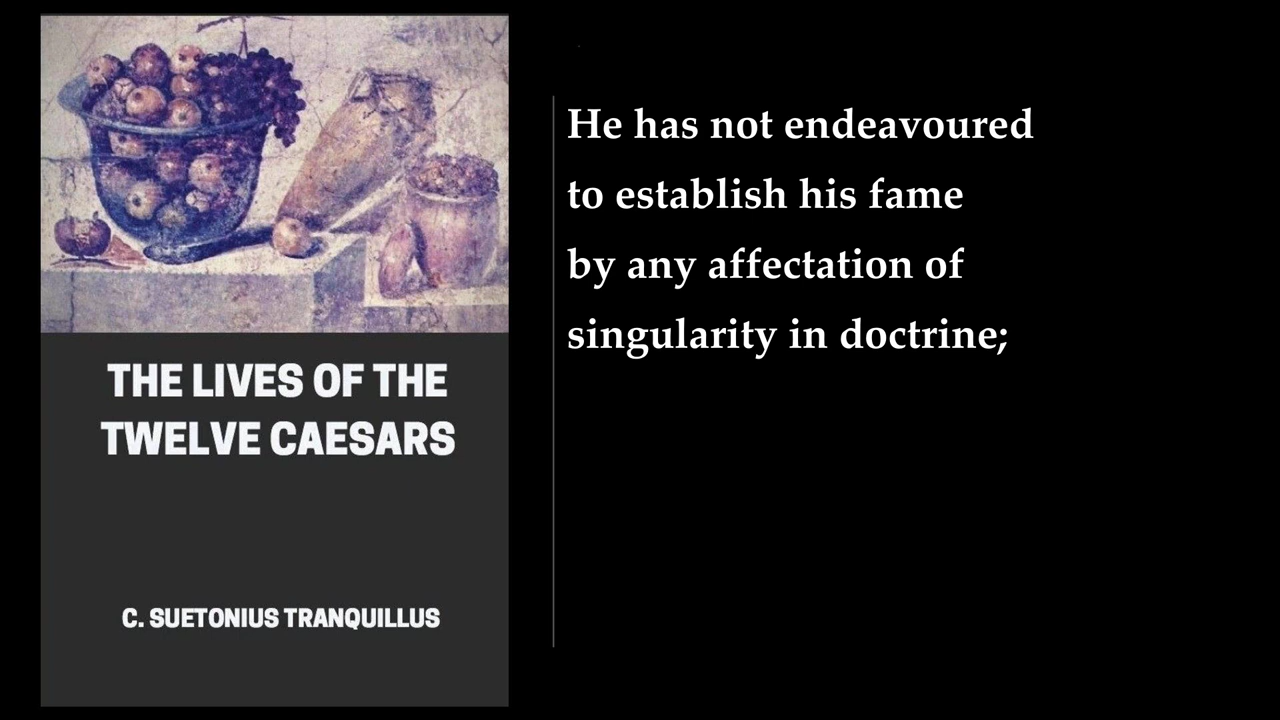 THE LIVES OF THE
TWELVE CAESARS
C. SUETONIUS TRANQUILLUS
He has not endeavoured
to establish his fame
by any affectation of
singularity in doctrine;